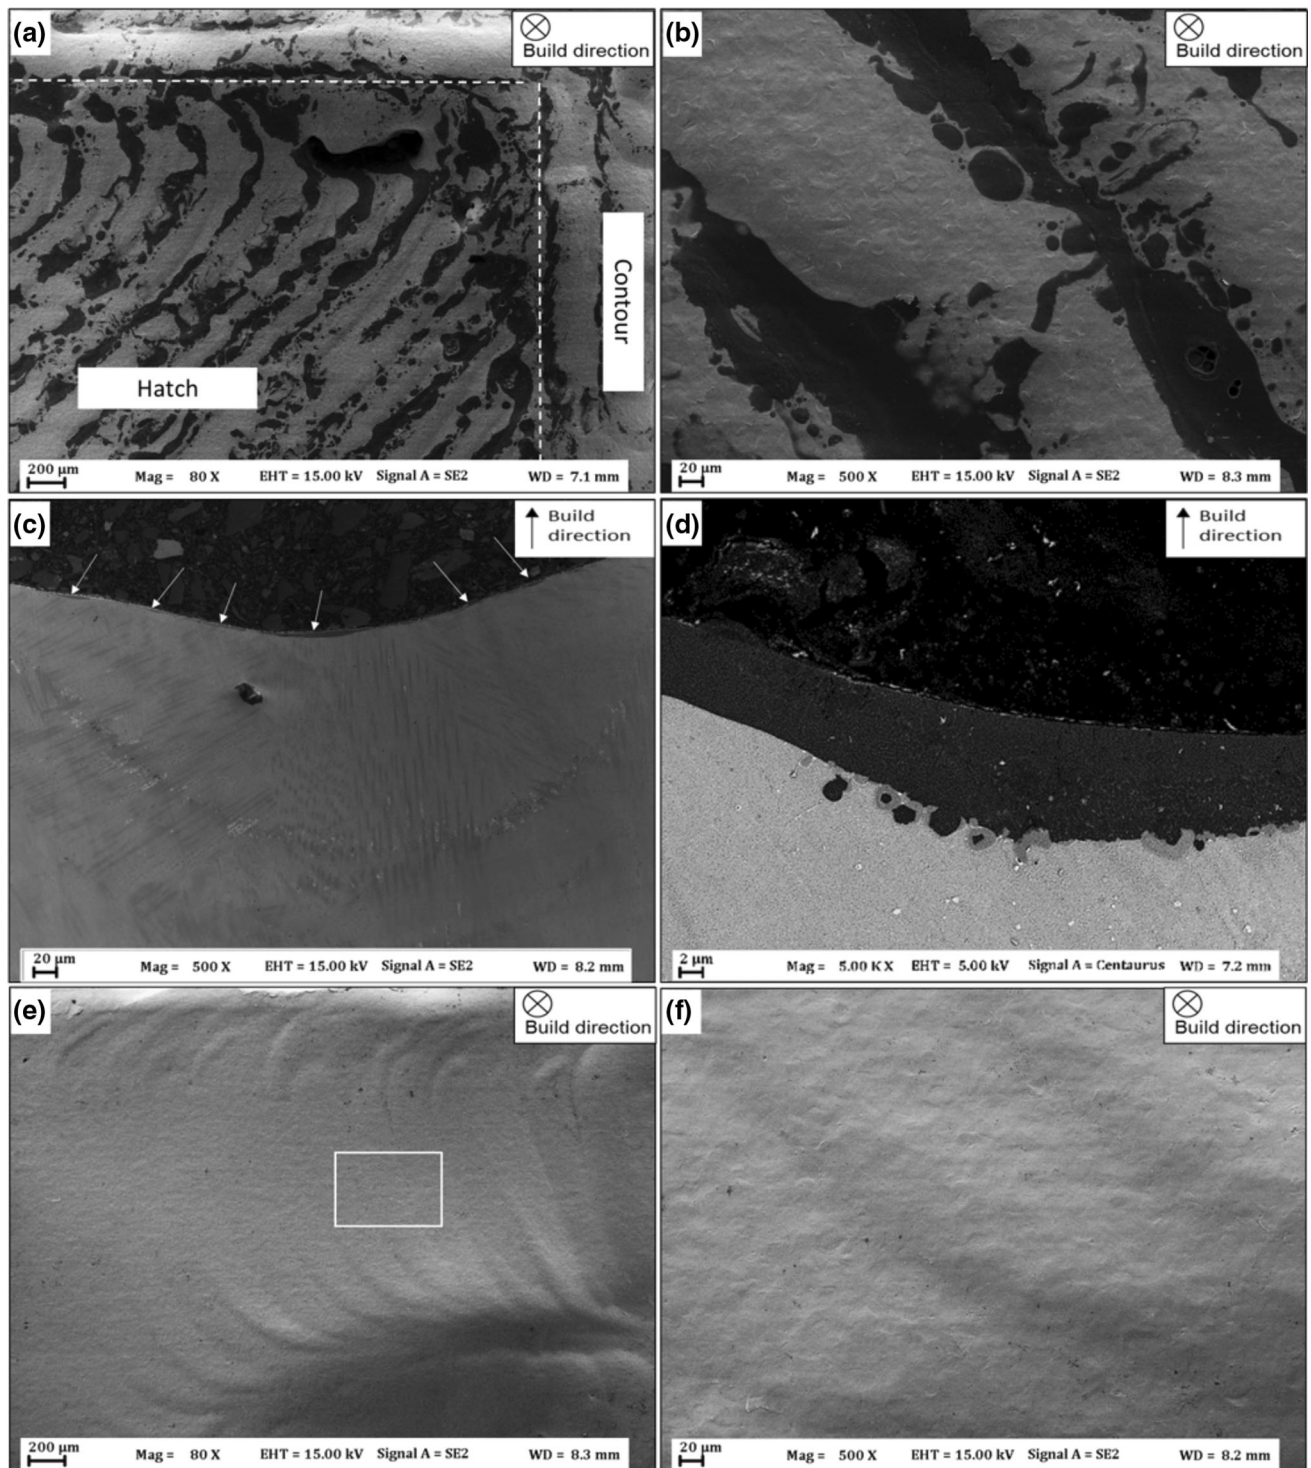 (a)
Build direction
Hatch
Contour
200 µm
Mag = 80 X EHT = 15.00 kV Signal A = SE2 WD = 7.1 mm
(b)
Build direction
20 µm
Mag = 500 X EHT = 15.00 kV Signal A = SE2 WD = 8.3 mm
(c)
Build
direction
20 µm
Mag = 500 X EHT = 15.00 kV Signal A = SE2 WD = 8.2 mm
(d)
Build
direction
2 µm
Mag = 5.00 K X EHT = 5.00 kV Signal A = Centaurus WD = 7.2 mm
(e)
Build direction
200 µm
Mag = 80 X EHT = 15.00 kV Signal A = SE2 WD = 8.3 mm
(f)
Build direction
20 µm
Mag = 500 X EHT = 15.00 kV Signal A = SE2 WD = 8.2 mm